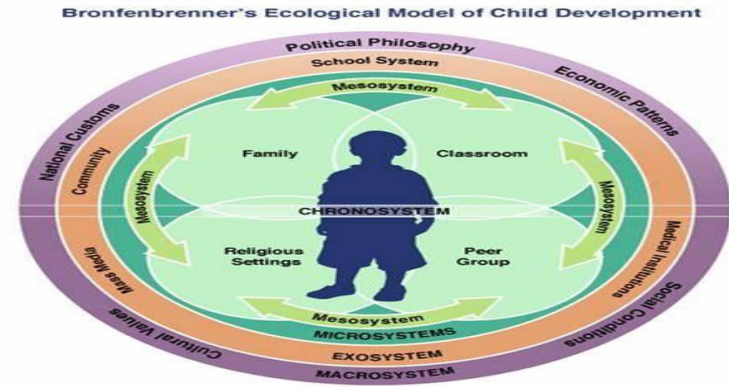 Bronfenbrenner's Ecological Model of Child Development
Political Philosophy
School System
Mesosystem
Economic Patterns
National Customs
Community
Family
Classroom
Mesosystem
Mesosystem
CHRONOSYSTEM
Religious
Settings
Peer
Group
Mass Media
Medical Institutions
Cultural Values
Social Conditions
Mesosystem
MICROSYSTEMS
EXOSYSTEM
MACROSYSTEM